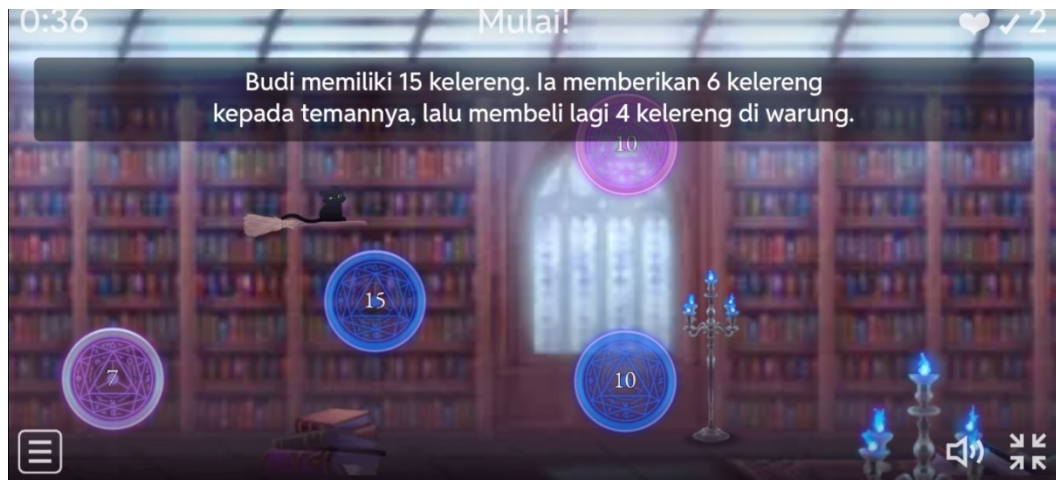 0:36
Mulai!
2
Budi memiliki 15 kelereng. Ia memberikan 6 kelereng
kepada temannya, lalu membeli lagi 4 kelereng di warung.
10
15
7
10